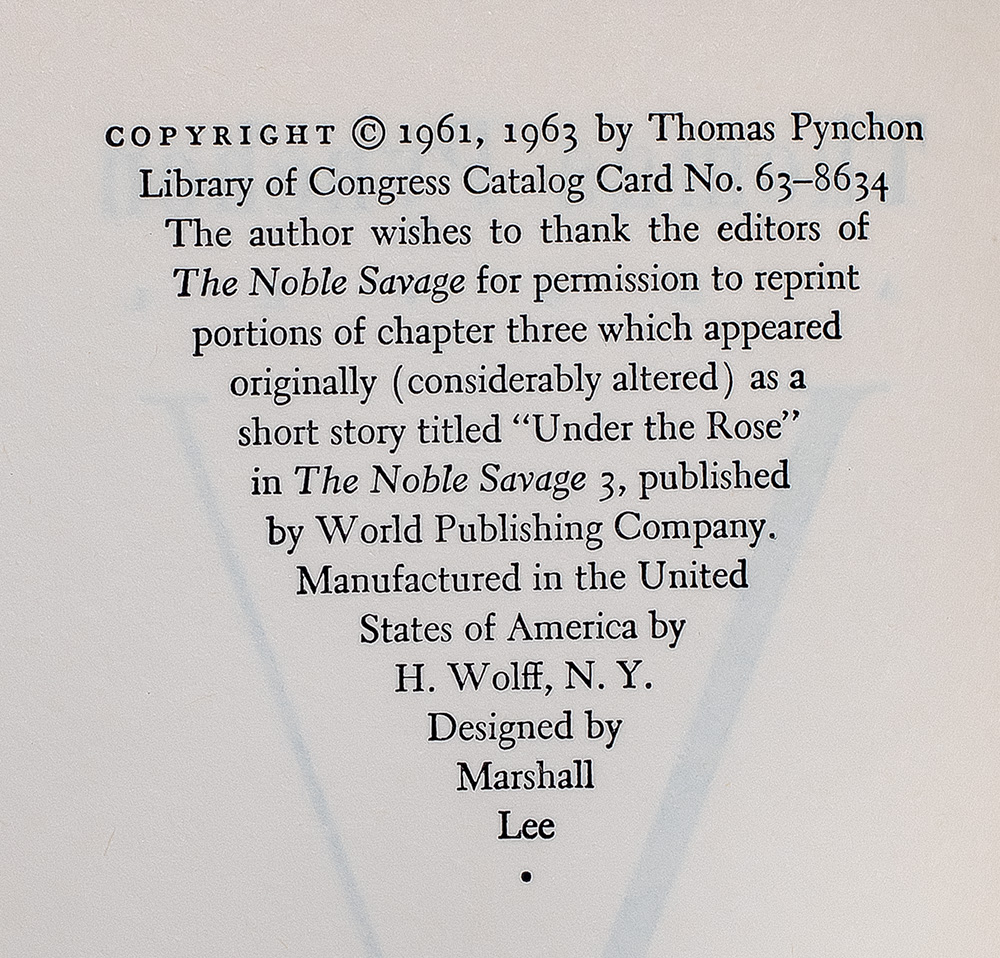 COPYRIGHT © 1961, 1963 by Thomas Pynchon
Library of Congress Catalog Card No. 63–8634
The author wishes to thank the editors of
The Noble Savage for permission to reprint
portions of chapter three which appeared
originally (considerably altered) as a
short story titled “Under the Rose”
in The Noble Savage 3, published
by World Publishing Company.
Manufactured in the United
States of America by
H. Wolff, N. Y.
Designed by
Marshall
Lee
•